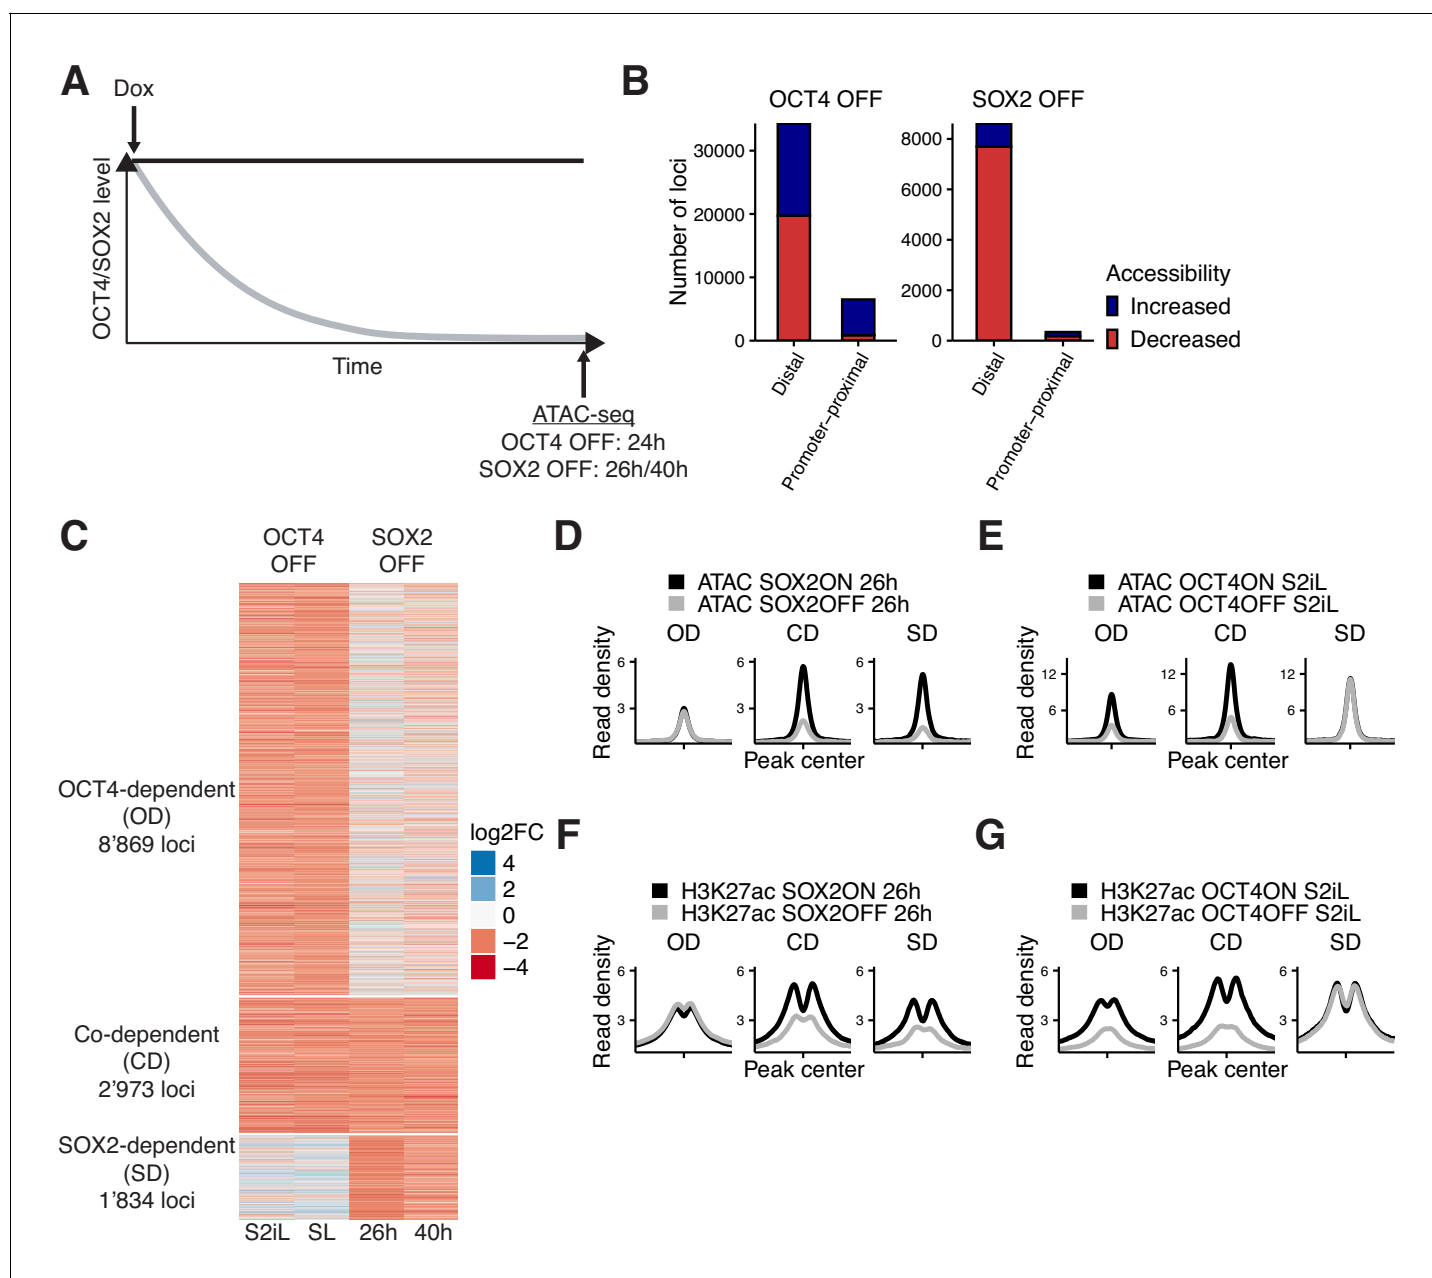 A
Dox
OCT4/SOX2 level
Time
ATAC-seq
OCT4 OFF: 24h
SOX2 OFF: 26h/40h
B
OCT4 OFF
SOX2 OFF
Number of loci
30000
20000
10000
0
8000
6000
4000
2000
0
Distal
Promoter−proximal
Distal
Promoter−proximal
Accessibility
Increased
Decreased
C
OCT4
OFF
SOX2
OFF
OCT4-dependent
(OD)
8'869 loci
Co-dependent
(CD)
2'973 loci
SOX2-dependent
(SD)
1'834 loci
S2iL SL 26h 40h
log2FC
4
2
0
−2
−4
D
ATAC SOX2ON 26h
ATAC SOX2OFF 26h
OD CD SD
Read density
6
3
6
3
6
3
Peak center
E
ATAC OCT4ON S2iL
ATAC OCT4OFF S2iL
OD CD SD
Read density
12
6
12
6
12
6
Peak center
F
H3K27ac SOX2ON 26h
H3K27ac SOX2OFF 26h
OD CD SD
Read density
6
3
6
3
6
3
Peak center
G
H3K27ac OCT4ON S2iL
H3K27ac OCT4OFF S2iL
OD CD SD
Read density
6
3
6
3
6
3
Peak center